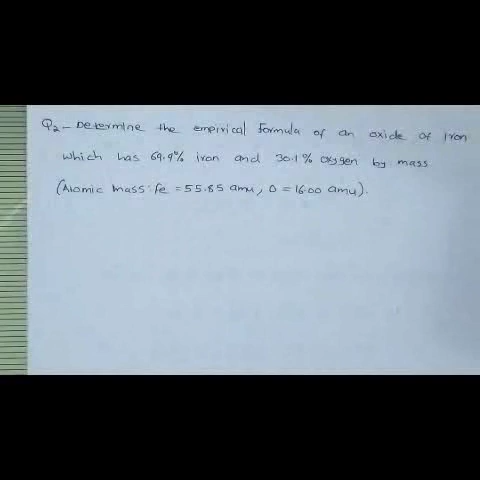 Q2- Determine the empirical formula of an oxide of Iron
which has 69.9% iron and 30.1% oxygen by mass
(Atomic mass: fe = 55.85 amu, O = 16.00 amu).